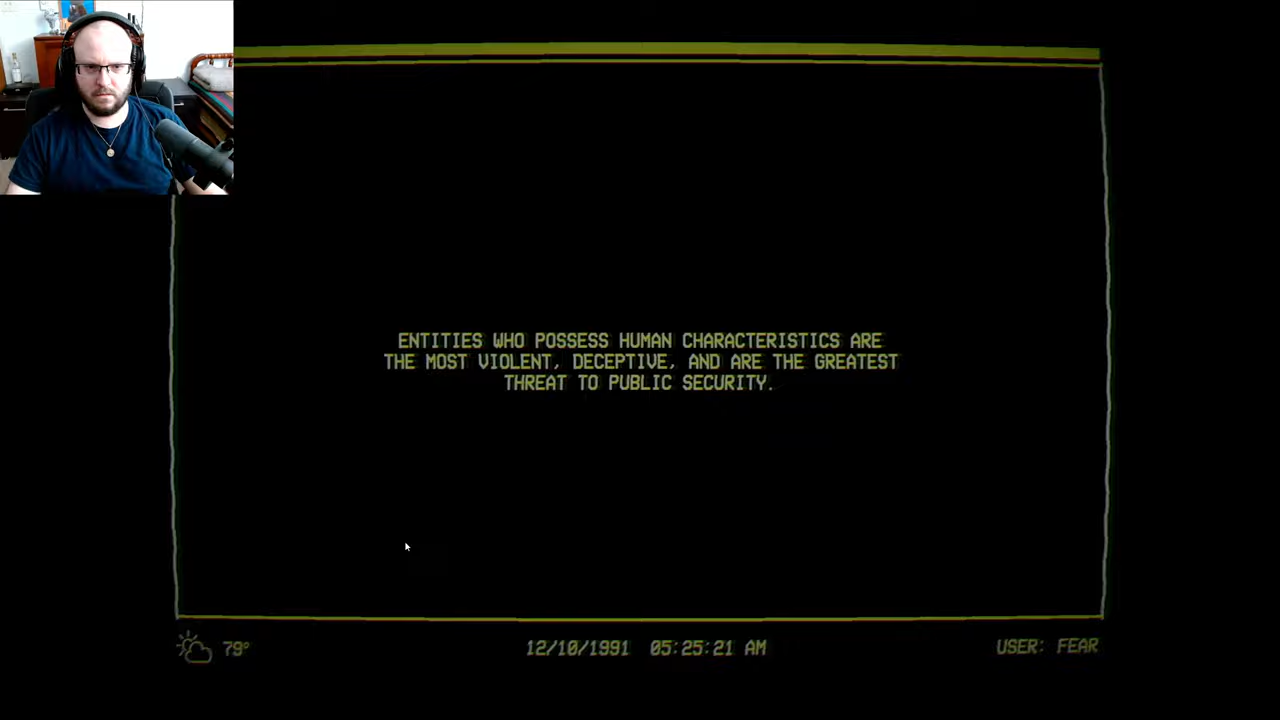 ENTITIES WHO POSSESS HUMAN CHARACTERISTICS ARE
THE MOST VIOLENT, DECEPTIVE, AND ARE THE GREATEST
THREAT TO PUBLIC SECURITY.
79°
12/10/1991 05:25:21 AM
USER: FEAR